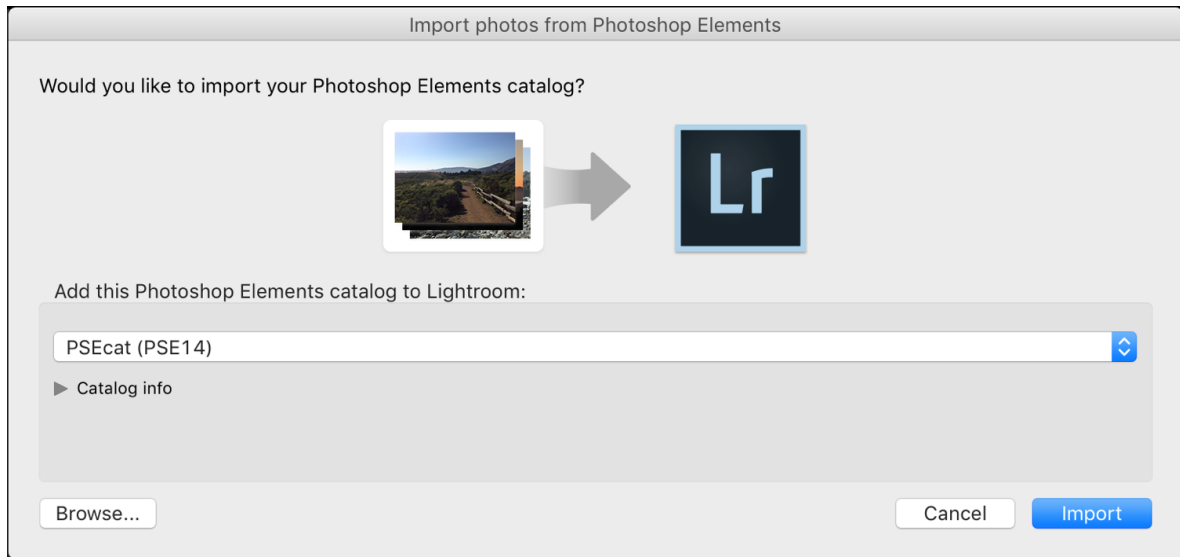 Import photos from Photoshop Elements
Would you like to import your Photoshop Elements catalog?
Lr
Add this Photoshop Elements catalog to Lightroom:
PSEcat (PSE14)
Catalog info
Browse...
Cancel
Import